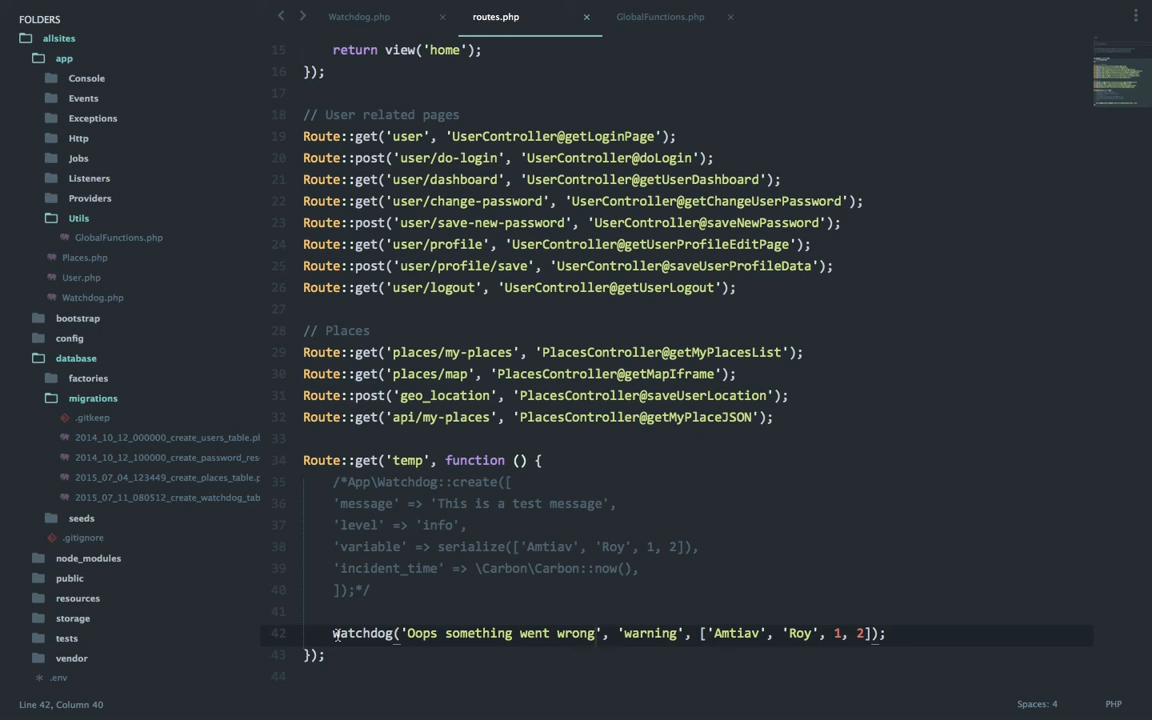 FOLDERS
allsites
app
Console
Events
Exceptions
Http
Jobs
Listeners
Providers
Utils
GlobalFunctions.php
Places.php
User.php
Watchdog.php
bootstrap
config
database
factories
migrations
.gitkeep
2014_10_12_000000_create_users_table.pl
2014_10_12_100000_create_password_res
2015_07_04_123449_create_places_table.p
2015_07_11_080512_create_watchdog_tab
seeds
.gitignore
node_modules
public
resources
storage
tests
vendor
.env
Watchdog.php × routes.php × GlobalFunctions.php ×
15 return view('home');
16 });
17
18 // User related pages
19 Route::get('user', 'UserController@getLoginPage');
20 Route::post('user/do-login', 'UserController@doLogin');
21 Route::get('user/dashboard', 'UserController@getUserDashboard');
22 Route::get('user/change-password', 'UserController@getChangeUserPassword');
23 Route::post('user/save-new-password', 'UserController@saveNewPassword');
24 Route::get('user/profile', 'UserController@getUserProfileEditPage');
25 Route::post('user/profile/save', 'UserController@saveUserProfileData');
26 Route::get('user/logout', 'UserController@getUserLogout');
27
28 // Places
29 Route::get('places/my-places', 'PlacesController@getMyPlacesList');
30 Route::get('places/map', 'PlacesController@getMapIframe');
31 Route::post('geo_location', 'PlacesController@saveUserLocation');
32 Route::get('api/my-places', 'PlacesController@getMyPlaceJSON');
33
34 Route::get('temp', function () {
35 /*App\Watchdog::create([
36 'message' => 'This is a test message',
37 'level' => 'info',
38 'variable' => serialize(['Amtiav', 'Roy', 1, 2]),
39 'incident_time' => \Carbon\Carbon::now(),
40 ]);*/
41
42 watchdog('Oops something went wrong', 'warning', ['Amtiav', 'Roy', 1, 2]);
43 });
44
Line 42, Column 40 Spaces: 4 PHP